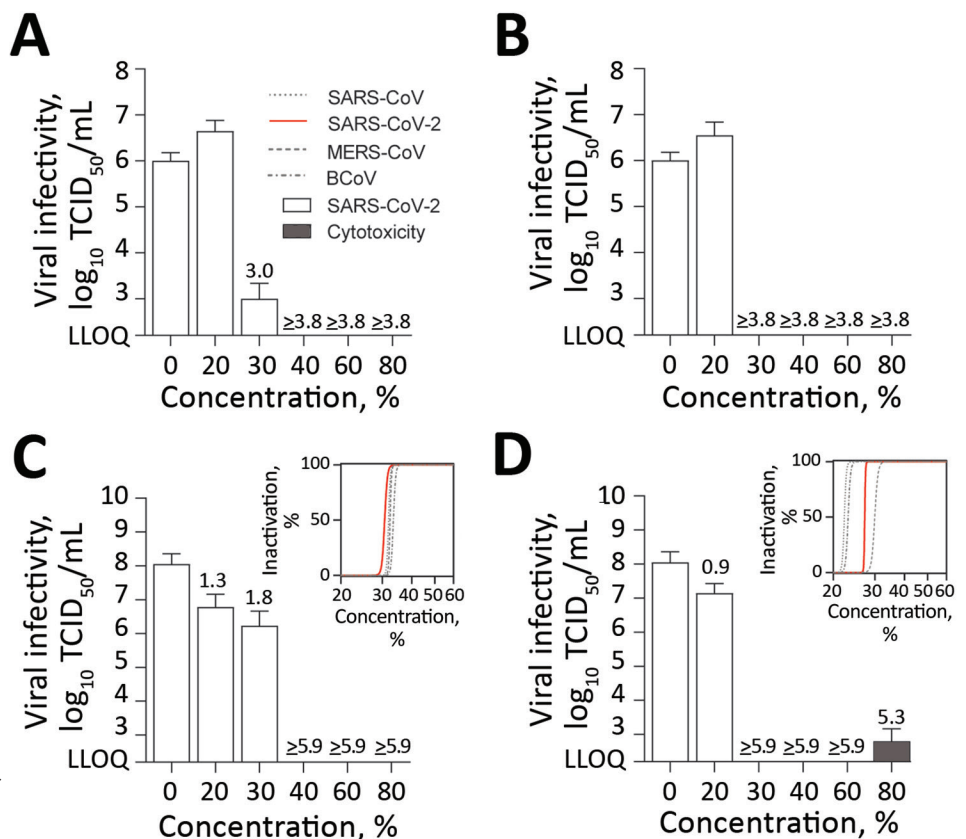 A
Viral infectivity,
log10 TCID50/mL
8
7
6
5
4
3
LLOQ
SARS-CoV
SARS-CoV-2
MERS-CoV
BCoV
SARS-CoV-2
Cytotoxicity
3.0
≥3.8 ≥3.8 ≥3.8
0 20 30 40 60 80
Concentration, %
B
Viral infectivity,
log10 TCID50/mL
8
7
6
5
4
3
LLOQ
≥3.8 ≥3.8 ≥3.8 ≥3.8
0 20 30 40 60 80
Concentration, %
C
Viral infectivity,
log10 TCID50/mL
10
9
8
7
6
5
4
3
LLOQ
1.3
1.8
≥5.9 ≥5.9 ≥5.9
0 20 30 40 60 80
Concentration, %
Inactivation,
%
100
50
0
20 30 40 50 60
Concentration,
%
D
Viral infectivity,
log10 TCID50/mL
10
9
8
7
6
5
4
3
LLOQ
0.9
≥5.9 ≥5.9 ≥5.9
5.3
0 20 30 40 60 80
Concentration, %
Inactivation,
%
100
50
0
20 30 40 50 60
Concentration,
%